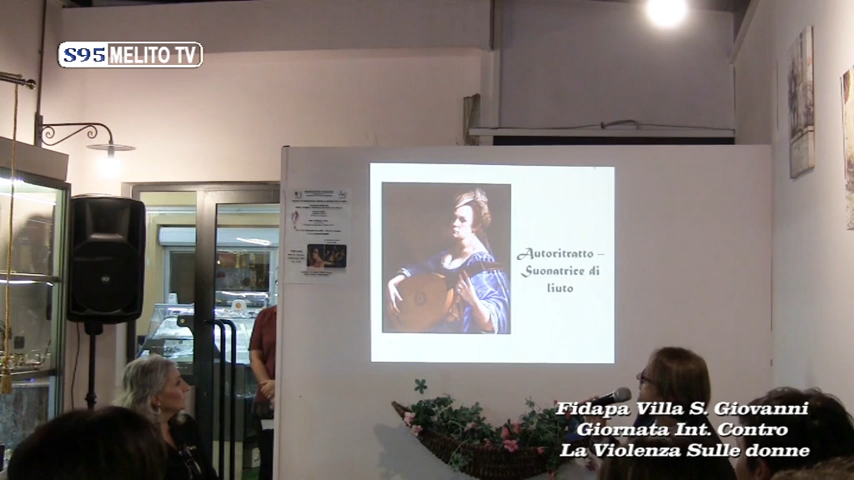 S95 MELITO TV
Autoritratto –
Suonatrice di
liuto
Fidapa Villa S. Giovanni
Giornata Int. Contro
La Violenza Sulle donne